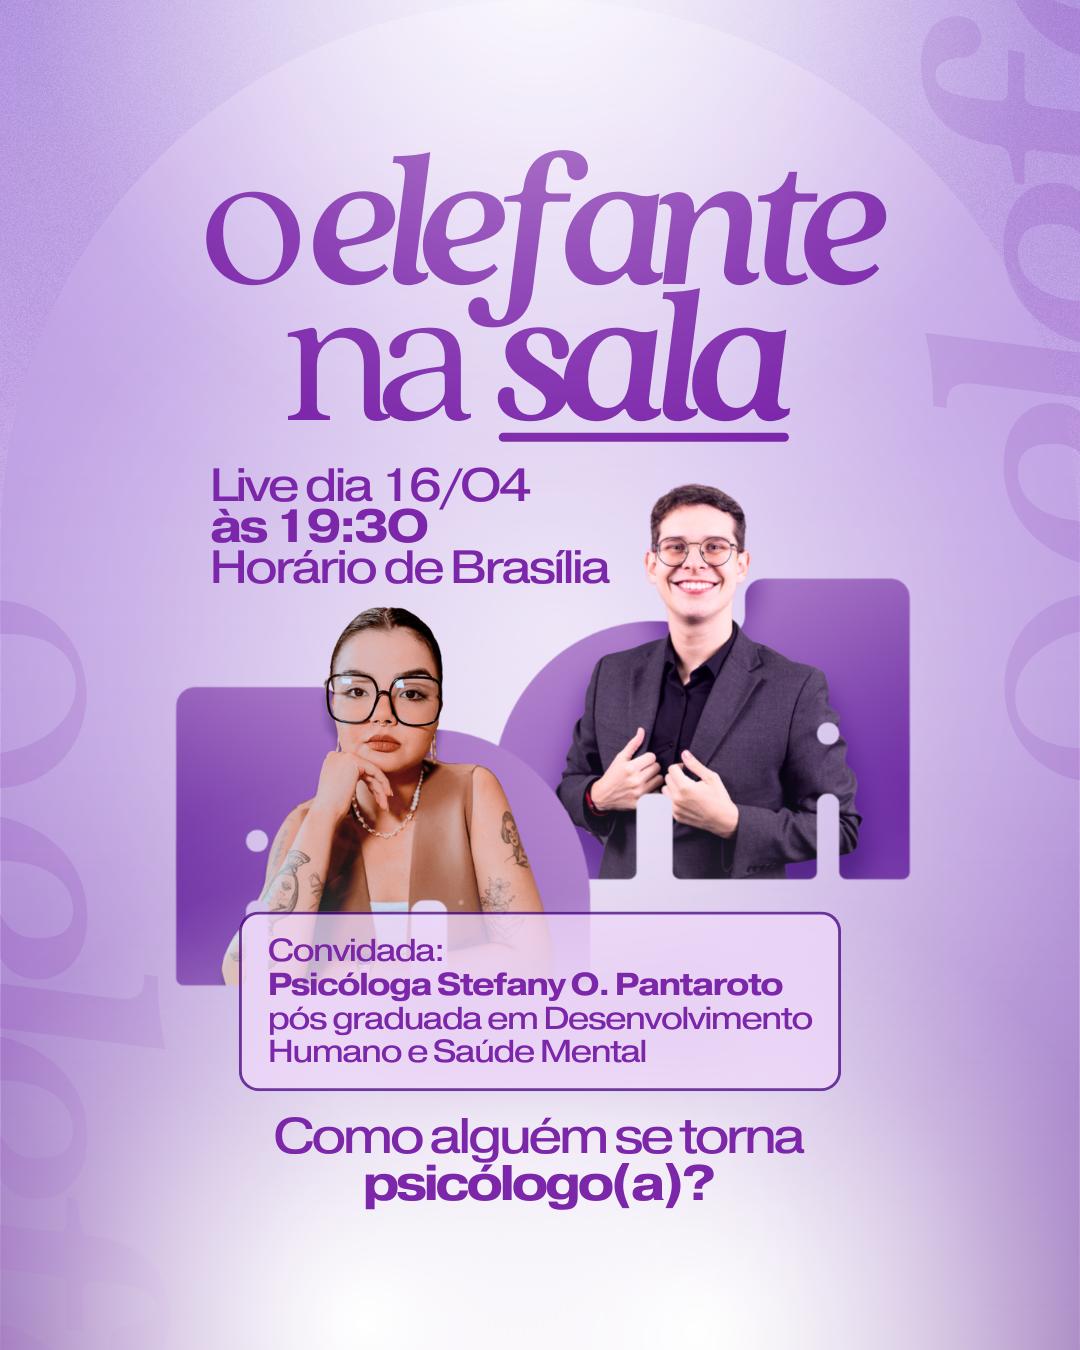 o elefante
na sala
Live dia 16/04
às 19:30
Horário de Brasília
Convidada:
Psicóloga Stefany O. Pantaroto
pós graduada em Desenvolvimento
Humano e Saúde Mental
Como alguém se torna
psicólogo(a)?